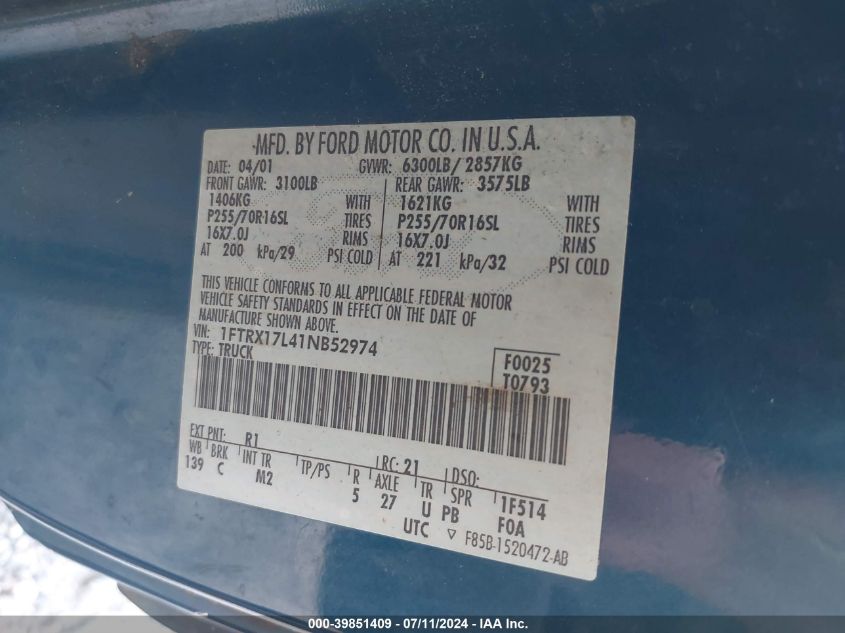 MFD. BY FORD MOTOR CO. IN U.S.A.
DATE: 04/01 GVWR: 6300LB/ 2857KG
FRONT GAWR: 3100LB REAR GAWR: 3575LB
1406KG WITH 1621KG WITH
P255/70R16SL TIRES P255/70R16SL TIRES
16X7.0J RIMS 16X7.0J RIMS
AT 200 kPa/29 PSI COLD AT 221 kPa/32 PSI COLD
THIS VEHICLE CONFORMS TO ALL APPLICABLE FEDERAL MOTOR
VEHICLE SAFETY STANDARDS IN EFFECT ON THE DATE OF
MANUFACTURE SHOWN ABOVE.
VIN: 1FTRX17L41NB52974
TYPE: TRUCK
F0025
T0793
EXT PNT: R1 RC: 21 DSO:
WB BRK INT TR TP/PS R AXLE TR SPR 1F514
139 C M2 5 27 U PB FOA
UTC ▽ F85B-1520472-AB
000-39851409 - 07/11/2024 - IAA Inc.